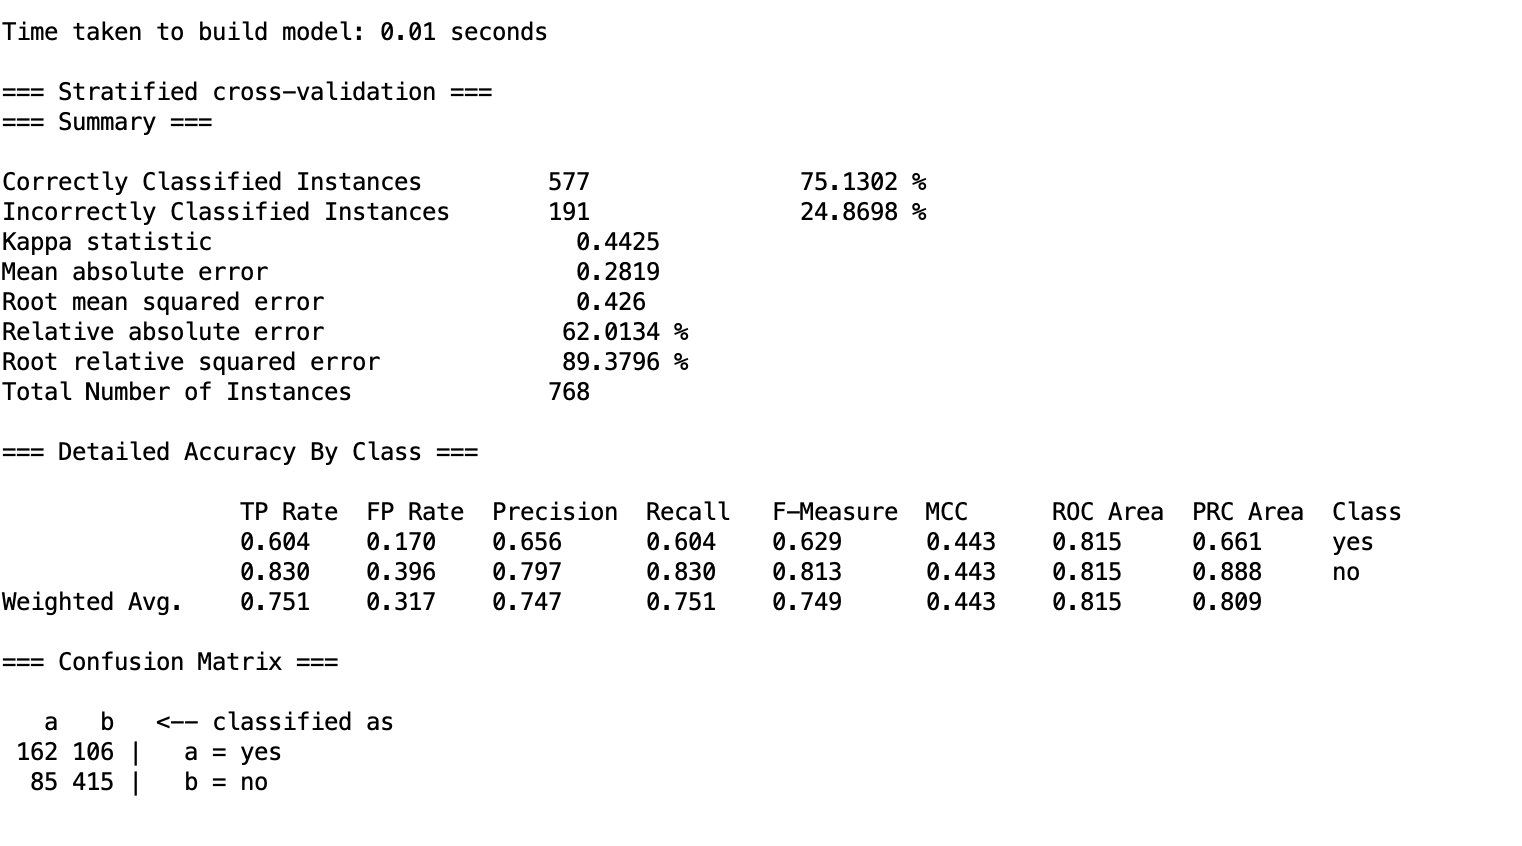 Time taken to build model: 0.01 seconds
=== Stratified cross-validation ===
=== Summary ===
Correctly Classified Instances         577               75.1302 %
Incorrectly Classified Instances       191               24.8698 %
Kappa statistic                          0.4425
Mean absolute error                      0.2819
Root mean squared error                  0.426
Relative absolute error                 62.0134 %
Root relative squared error             89.3796 %
Total Number of Instances              768
=== Detailed Accuracy By Class ===
                 TP Rate  FP Rate  Precision  Recall   F-Measure  MCC      ROC Area  PRC Area  Class
                 0.604    0.170    0.656      0.604    0.629      0.443    0.815     0.661     yes
                 0.830    0.396    0.797      0.830    0.813      0.443    0.815     0.888     no
Weighted Avg.    0.751    0.317    0.747      0.751    0.749      0.443    0.815     0.809
=== Confusion Matrix ===
   a   b   <-- classified as
 162 106 |   a = yes
  85 415 |   b = no